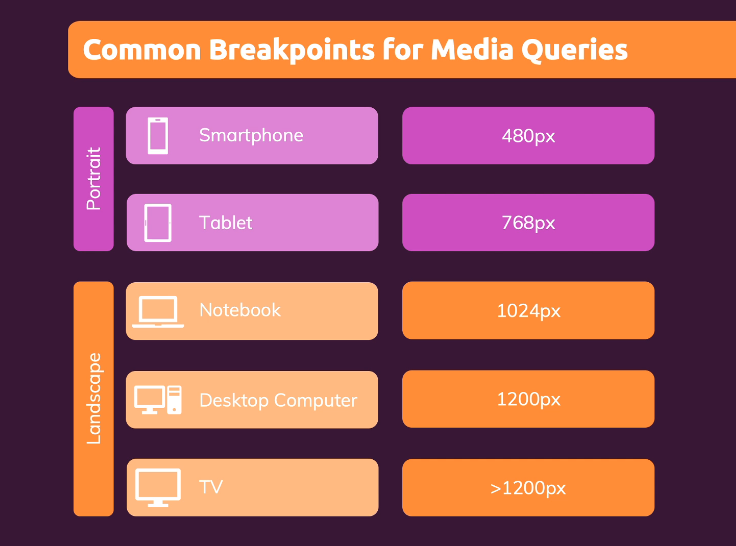 Common Breakpoints for Media Queries
Portrait
Smartphone
480px
Tablet
768px
Landscape
Notebook
1024px
Desktop Computer
1200px
TV
>1200px